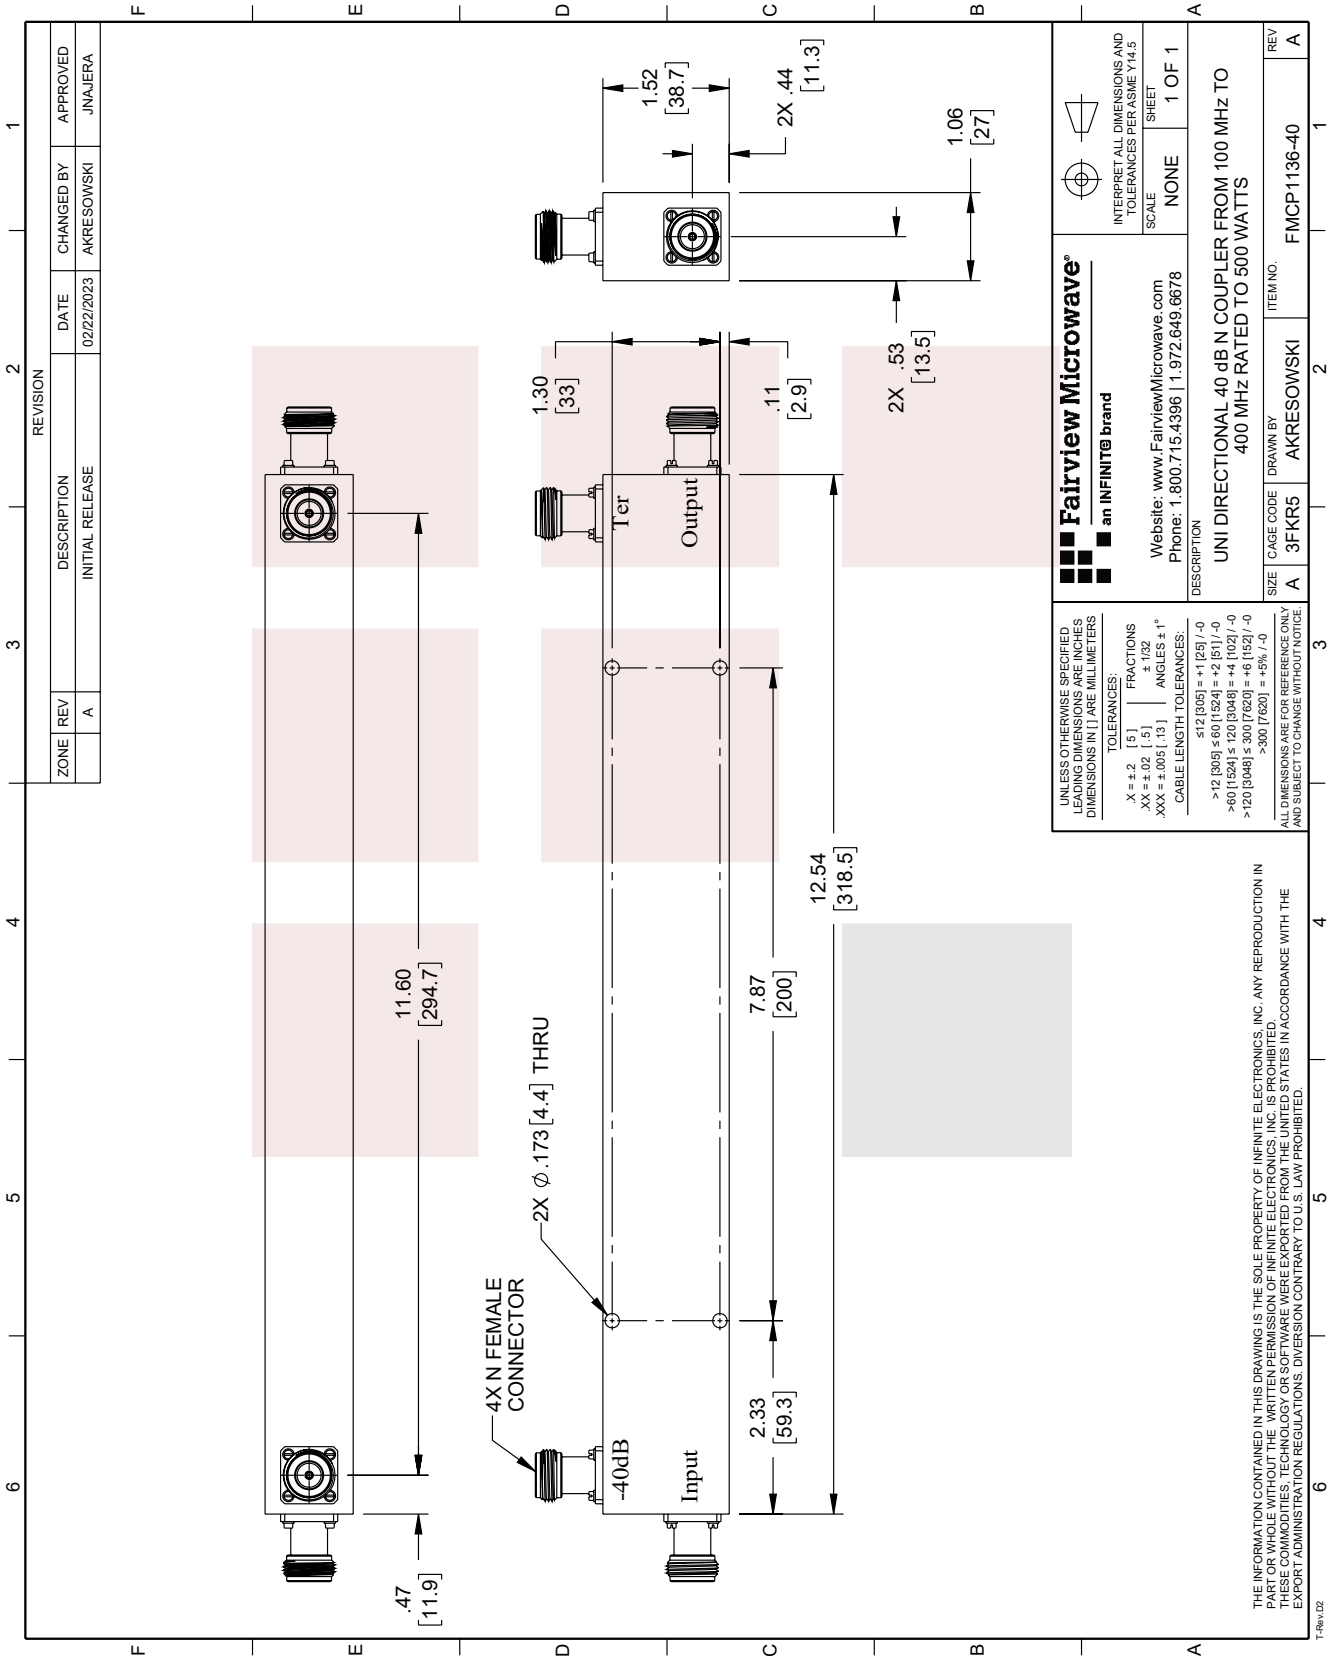 REVISION
ZONE REV DESCRIPTION DATE CHANGED BY APPROVED
A INITIAL RELEASE 02/22/2023 AKRESOWSKI JNAJERA
6 5 4 3 2 1
F
E
D
C
B
A
.47
[11.9]
11.60
[294.7]
4X N FEMALE
CONNECTOR
2X ⌀ .173 [4.4] THRU
-40dB
Input
Ter
Output
1.30
[33]
.11
[2.9]
2.33
[59.3]
7.87
[200]
12.54
[318.5]
1.52
[38.7]
2X .44
[11.3]
2X .53
[13.5]
1.06
[27]
UNLESS OTHERWISE SPECIFIED
LEADING DIMENSIONS ARE INCHES
DIMENSIONS IN [ ] ARE MILLIMETERS
TOLERANCES:
.X = ±.2 [5] FRACTIONS
.XX = ±.02 [.5] ± 1/32
.XXX = ±.005 [.13] ANGLES ± 1°
CABLE LENGTH TOLERANCES:
≤12 [305] = +1 [25] / -0
>12 [305] ≤ 60 [1524] = +2 [51] / -0
>60 [1524] ≤ 120 [3048] = +4 [102] / -0
>120 [3048] ≤ 300 [7620] = +6 [152] / -0
>300 [7620] = +5% / -0
ALL DIMENSIONS ARE FOR REFERENCE ONLY
AND SUBJECT TO CHANGE WITHOUT NOTICE.
Fairview Microwave®
an INFINITE brand
Website: www.FairviewMicrowave.com
Phone: 1.800.715.4396 | 1.972.649.6678
INTERPRET ALL DIMENSIONS AND
TOLERANCES PER ASME Y14.5
SCALE
NONE
SHEET
1 OF 1
DESCRIPTION
UNI DIRECTIONAL 40 dB N COUPLER FROM 100 MHz TO
400 MHz RATED TO 500 WATTS
SIZE CAGE CODE DRAWN BY ITEM NO. REV
A 3FKR5 AKRESOWSKI FMCP1136-40 A
THE INFORMATION CONTAINED IN THIS DRAWING IS THE SOLE PROPERTY OF INFINITE ELECTRONICS, INC. ANY REPRODUCTION IN
PART OR WHOLE WITHOUT THE WRITTEN PERMISSION OF INFINITE ELECTRONICS, INC. IS PROHIBITED.
THESE COMMODITIES, TECHNOLOGY OR SOFTWARE WERE EXPORTED FROM THE UNITED STATES IN ACCORDANCE WITH THE
EXPORT ADMINISTRATION REGULATIONS. DIVERSION CONTRARY TO U.S. LAW PROHIBITED.
6 5 4 3 2 1
F
E
D
C
B
A
T-Rev.D2